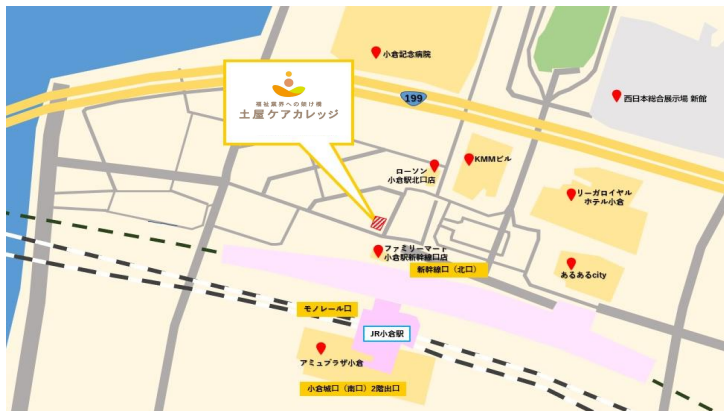 小倉記念病院
福祉業界への架け橋
土屋ケアカレッジ
199
西日本総合展示場 新館
ローソン
小倉駅北口店
KMMビル
リーガロイヤル
ホテル小倉
ファミリーマート
小倉駅新幹線口店
新幹線口（北口）
あるあるcity
モノレール口
JR小倉駅
アミュプラザ小倉
小倉城口（南口）2階出口